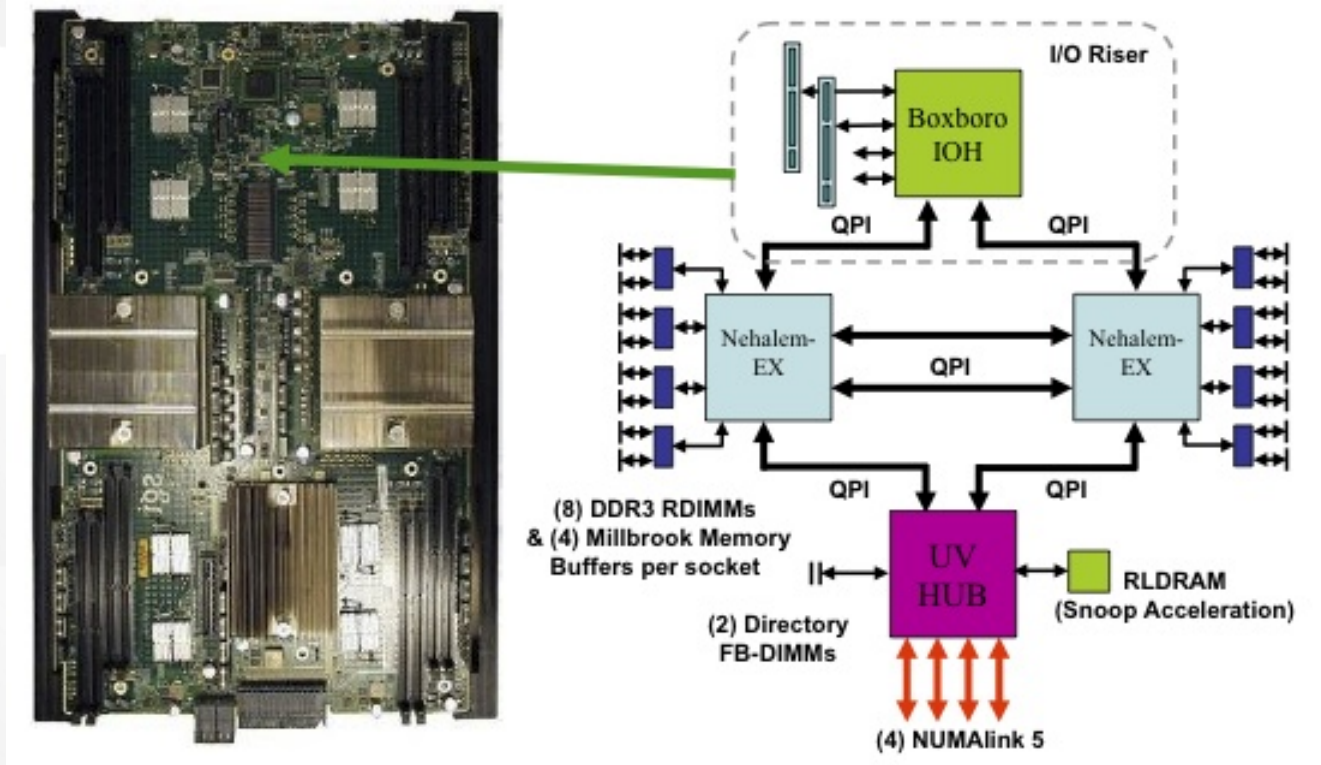 I/O Riser
Boxboro
IOH
QPI
QPI
Nehalem-
EX
QPI
Nehalem-
EX
QPI
QPI
(8) DDR3 RDIMMs
& (4) Millbrook Memory
Buffers per socket
UV
HUB
RLDRAM
(Snoop Acceleration)
(2) Directory
FB-DIMMs
(4) NUMAlink 5